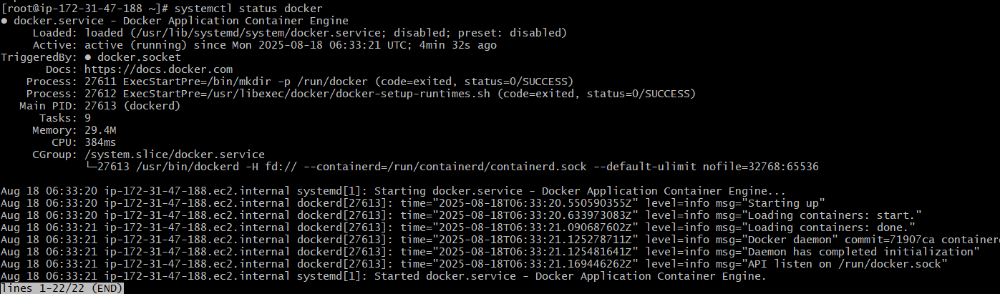 [root@ip-172-31-47-188 ~]# systemctl status docker
● docker.service - Docker Application Container Engine
     Loaded: loaded (/usr/lib/systemd/system/docker.service; disabled; preset: disabled)
     Active: active (running) since Mon 2025-08-18 06:33:21 UTC; 4min 32s ago
TriggeredBy: ● docker.socket
       Docs: https://docs.docker.com
    Process: 27611 ExecStartPre=/bin/mkdir -p /run/docker (code=exited, status=0/SUCCESS)
    Process: 27612 ExecStartPre=/usr/libexec/docker/docker-setup-runtimes.sh (code=exited, status=0/SUCCESS)
   Main PID: 27613 (dockerd)
      Tasks: 9
     Memory: 29.4M
        CPU: 384ms
     CGroup: /system.slice/docker.service
             └─27613 /usr/bin/dockerd -H fd:// --containerd=/run/containerd/containerd.sock --default-ulimit nofile=32768:65536
Aug 18 06:33:20 ip-172-31-47-188.ec2.internal systemd[1]: Starting docker.service - Docker Application Container Engine...
Aug 18 06:33:20 ip-172-31-47-188.ec2.internal dockerd[27613]: time="2025-08-18T06:33:20.550590355Z" level=info msg="Starting up"
Aug 18 06:33:20 ip-172-31-47-188.ec2.internal dockerd[27613]: time="2025-08-18T06:33:20.633973083Z" level=info msg="Loading containers: start."
Aug 18 06:33:21 ip-172-31-47-188.ec2.internal dockerd[27613]: time="2025-08-18T06:33:21.090687602Z" level=info msg="Loading containers: done."
Aug 18 06:33:21 ip-172-31-47-188.ec2.internal dockerd[27613]: time="2025-08-18T06:33:21.125278711Z" level=info msg="Docker daemon" commit=71907ca containe
Aug 18 06:33:21 ip-172-31-47-188.ec2.internal dockerd[27613]: time="2025-08-18T06:33:21.125481641Z" level=info msg="Daemon has completed initialization"
Aug 18 06:33:21 ip-172-31-47-188.ec2.internal dockerd[27613]: time="2025-08-18T06:33:21.169446262Z" level=info msg="API listen on /run/docker.sock"
Aug 18 06:33:21 ip-172-31-47-188.ec2.internal systemd[1]: Started docker.service - Docker Application Container Engine.
lines 1-22/22 (END)